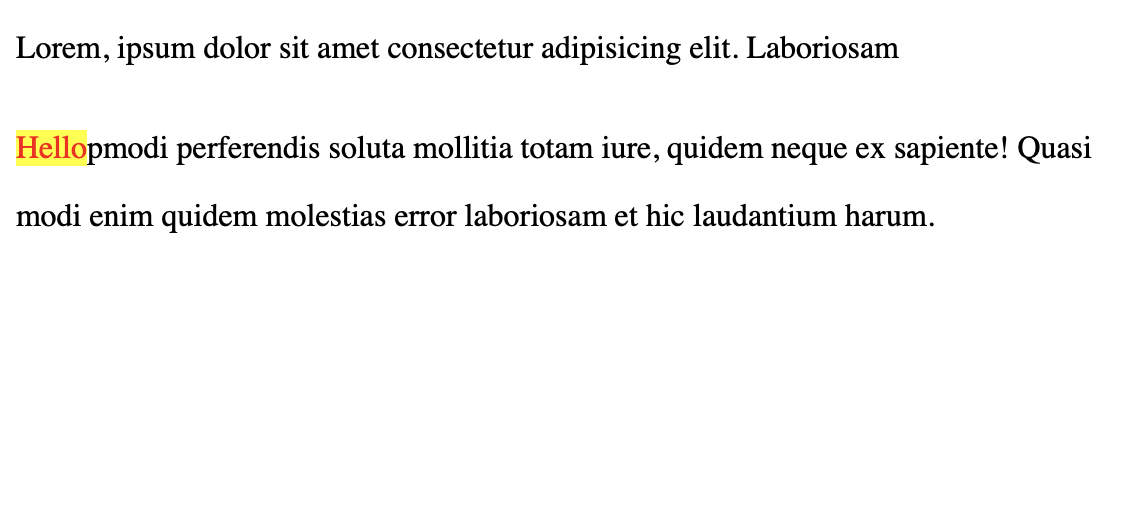 Lorem, ipsum dolor sit amet consectetur adipisicing elit. Laboriosam
Hellopmodi perferendis soluta mollitia totam iure, quidem neque ex sapiente! Quasi
modi enim quidem molestias error laboriosam et hic laudantium harum.